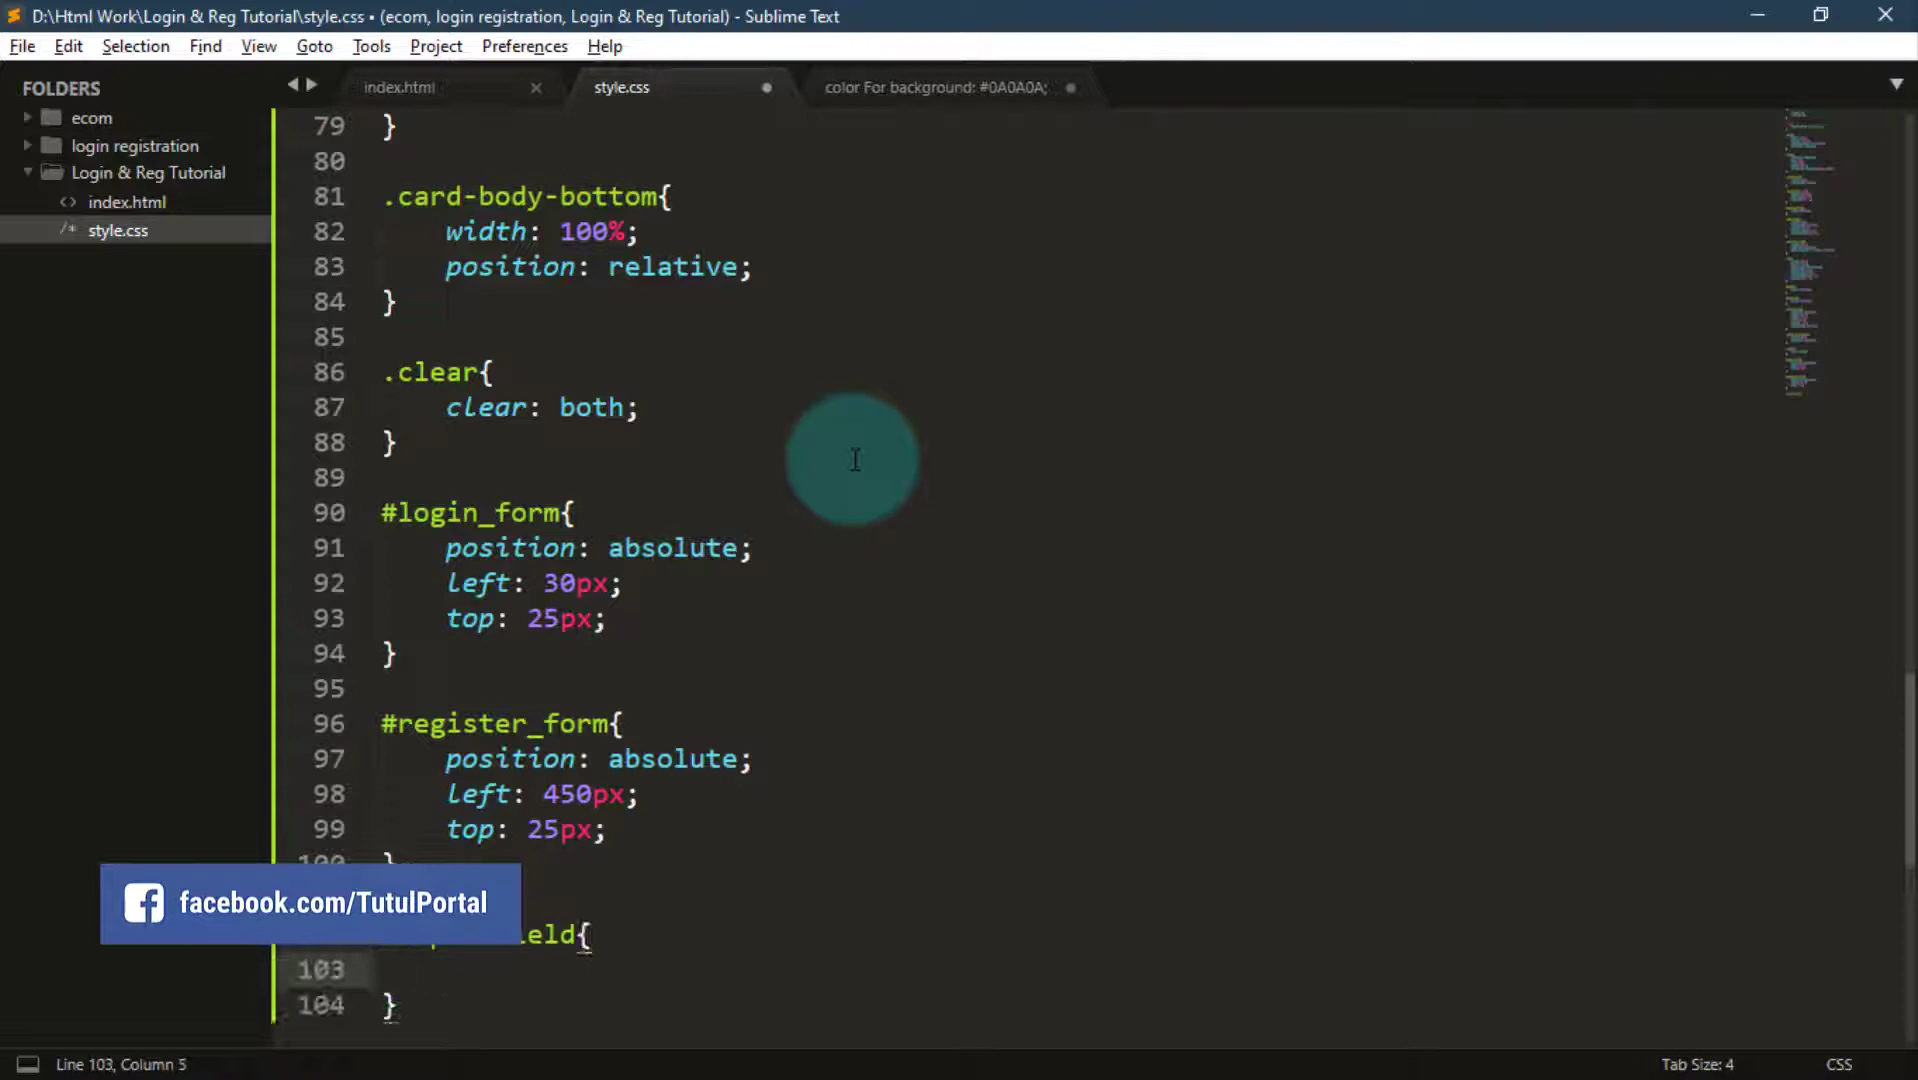 D:\Html Work\Login & Reg Tutorial\style.css • (ecom, login registration, Login & Reg Tutorial) - Sublime Text
File Edit Selection Find View Goto Tools Project Preferences Help
FOLDERS
ecom
login registration
Login & Reg Tutorial
<> index.html
/* style.css
index.html
style.css
color For background: #0A0A0A;
79 }
80
81 .card-body-bottom{
82 width: 100%;
83 position: relative;
84 }
85
86 .clear{
87 clear: both;
88 }
89
90 #login_form{
91 position: absolute;
92 left: 30px;
93 top: 25px;
94 }
95
96 #register_form{
97 position: absolute;
98 left: 450px;
99 top: 25px;
100 }
facebook.com/TutulPortal
eld{
103
104 }
Line 103, Column 5
Tab Size: 4
CSS